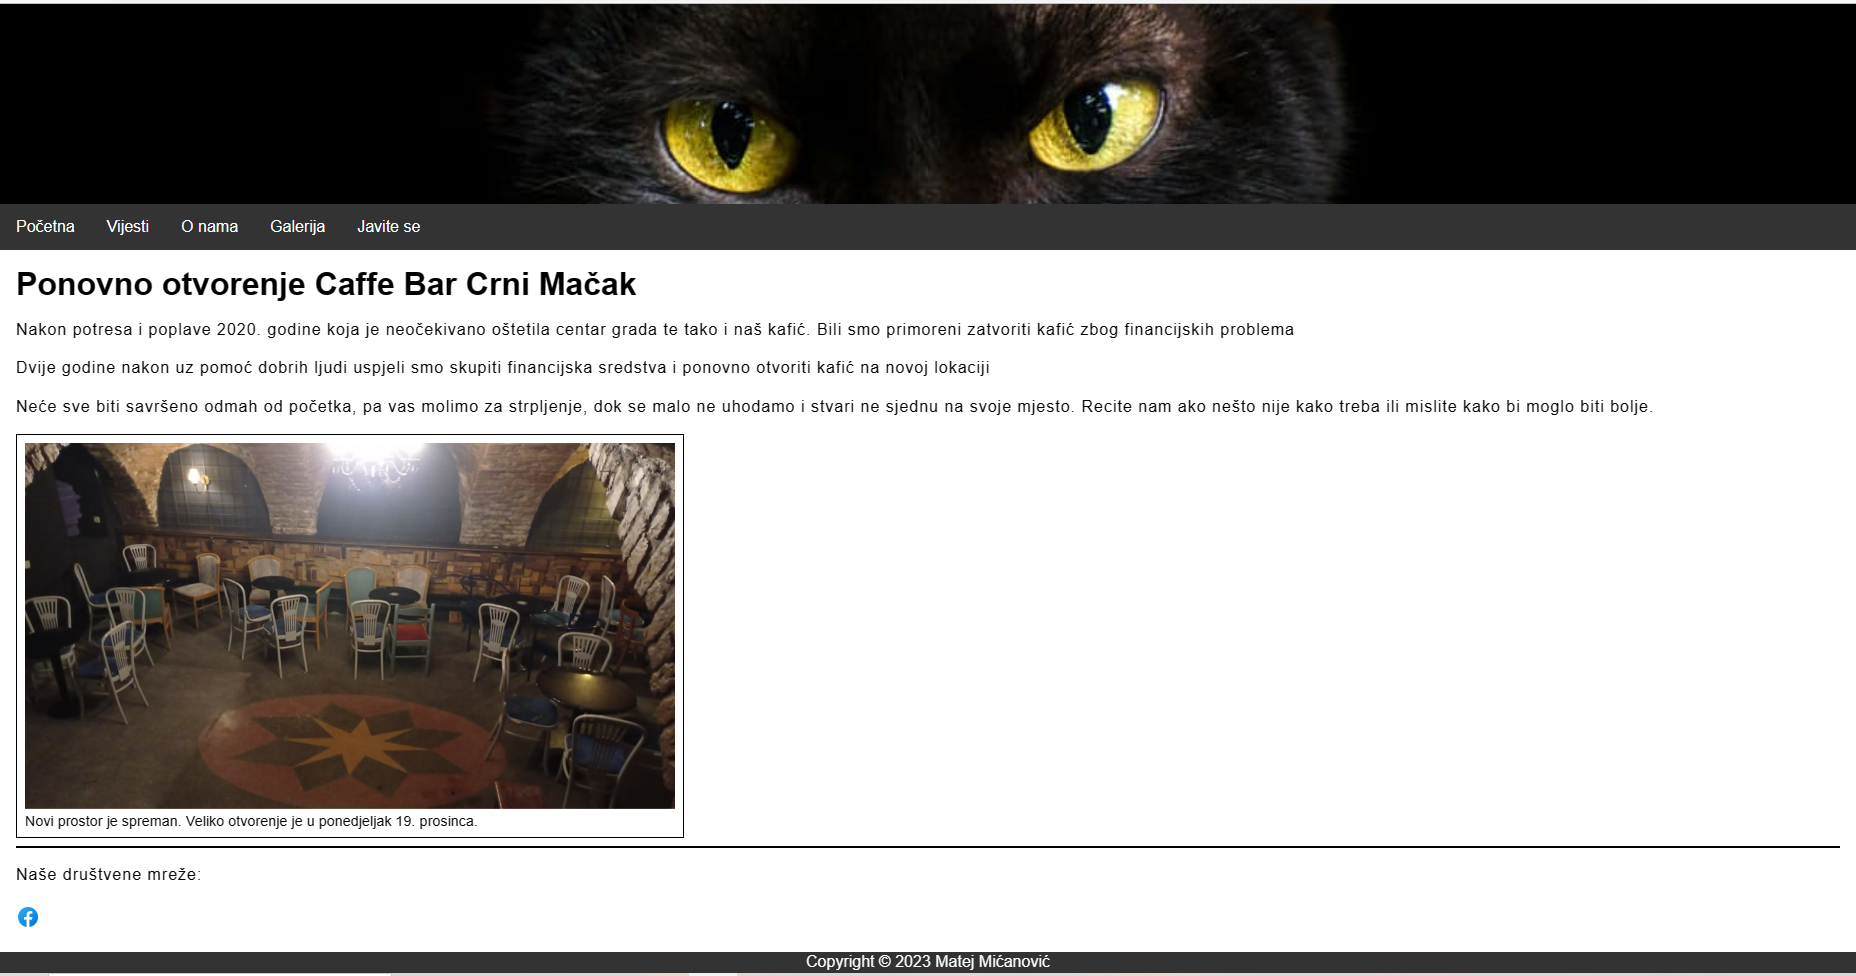 Početna Vijesti O nama Galerija Javite se
Ponovno otvorenje Caffe Bar Crni Mačak
Nakon potresa i poplave 2020. godine koja je neočekivano oštetila centar grada te tako i naš kafić. Bili smo primoreni zatvoriti kafić zbog financijskih problema
Dvije godine nakon uz pomoć dobrih ljudi uspjeli smo skupiti financijska sredstva i ponovno otvoriti kafić na novoj lokaciji
Neće sve biti savršeno odmah od početka, pa vas molimo za strpljenje, dok se malo ne uhodamo i stvari ne sjednu na svoje mjesto. Recite nam ako nešto nije kako treba ili mislite kako bi moglo biti bolje.
Novi prostor je spreman. Veliko otvorenje je u ponedjeljak 19. prosinca.
Naše društvene mreže:
Copyright © 2023 Matej Mićanović